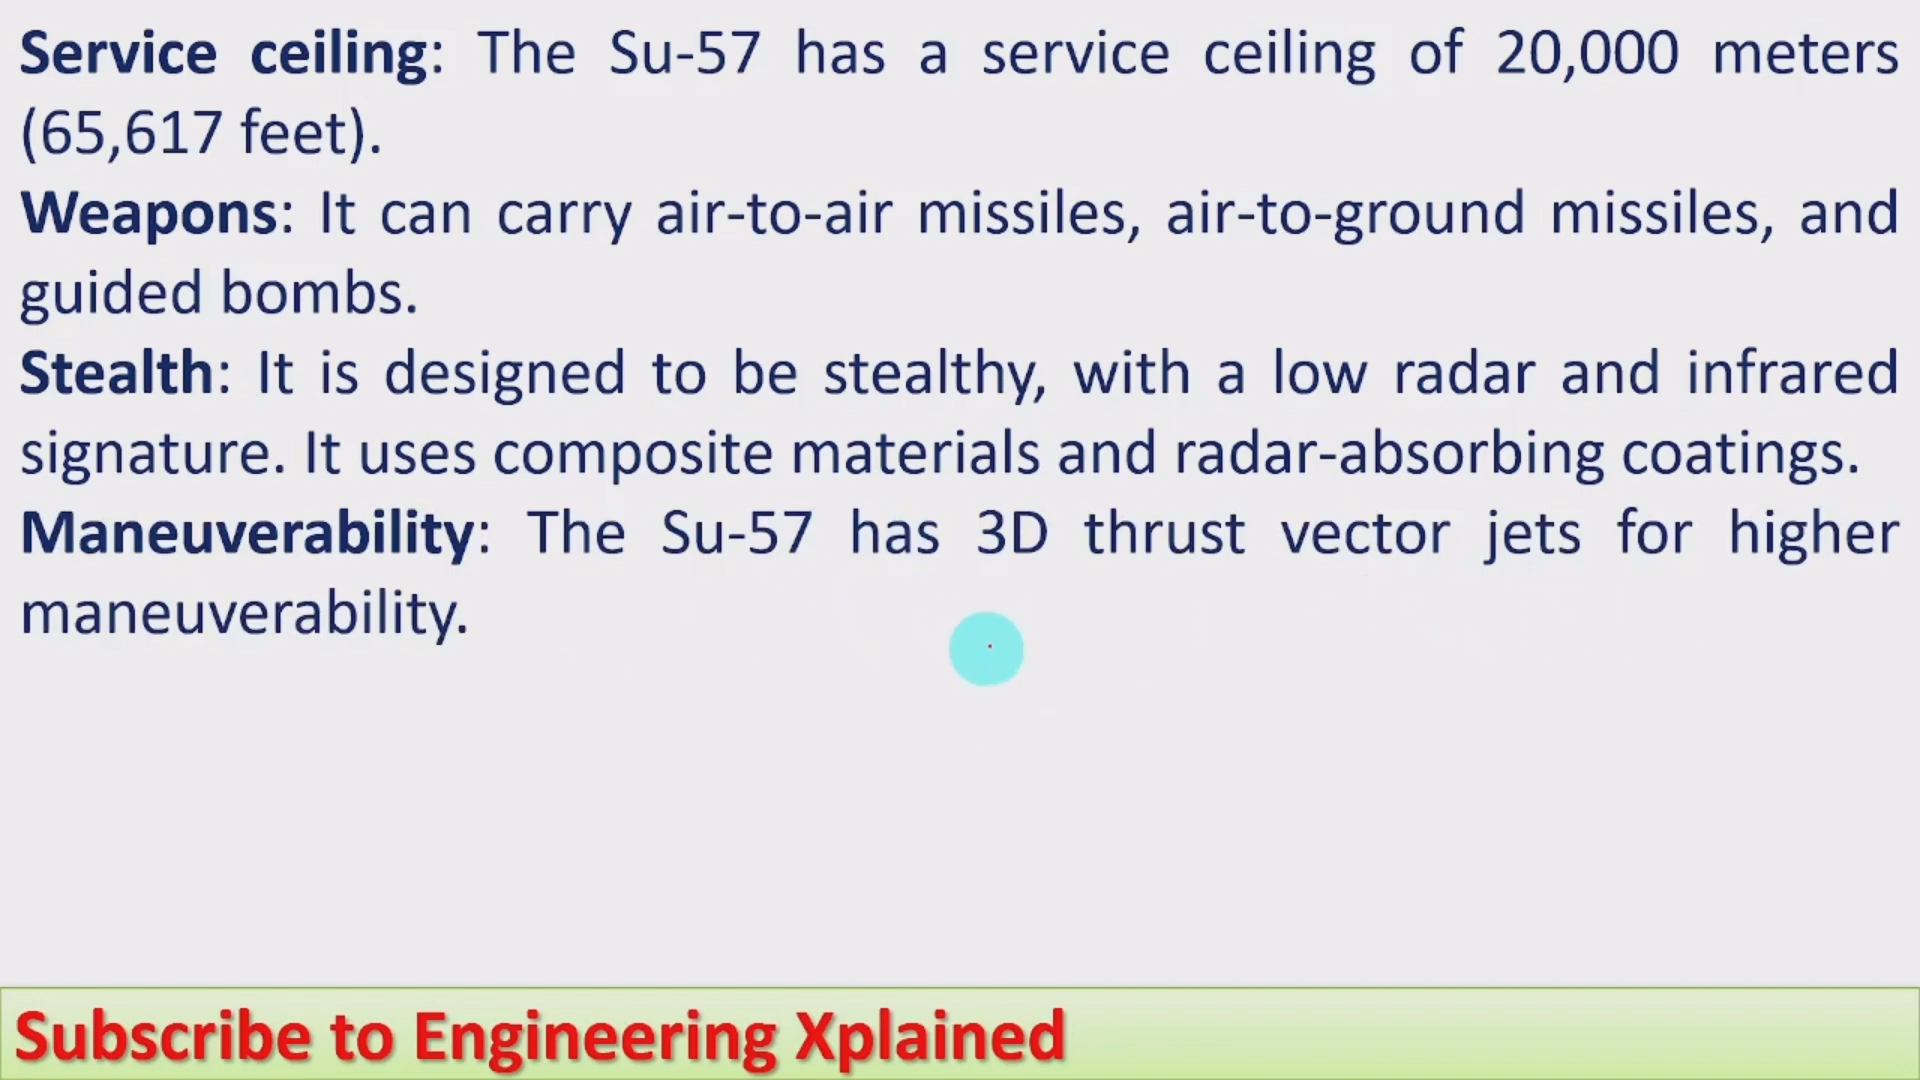 Service ceiling: The Su-57 has a service ceiling of 20,000 meters
(65,617 feet).
Weapons: It can carry air-to-air missiles, air-to-ground missiles, and
guided bombs.
Stealth: It is designed to be stealthy, with a low radar and infrared
signature. It uses composite materials and radar-absorbing coatings.
Maneuverability: The Su-57 has 3D thrust vector jets for higher
maneuverability.
Subscribe to Engineering Xplained